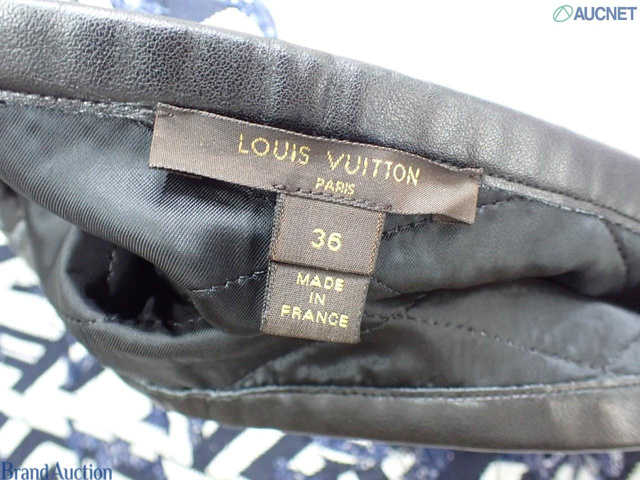 AUCNET
LOUIS VUITTON
PARIS
36
MADE
IN
FRANCE
Brand Auction